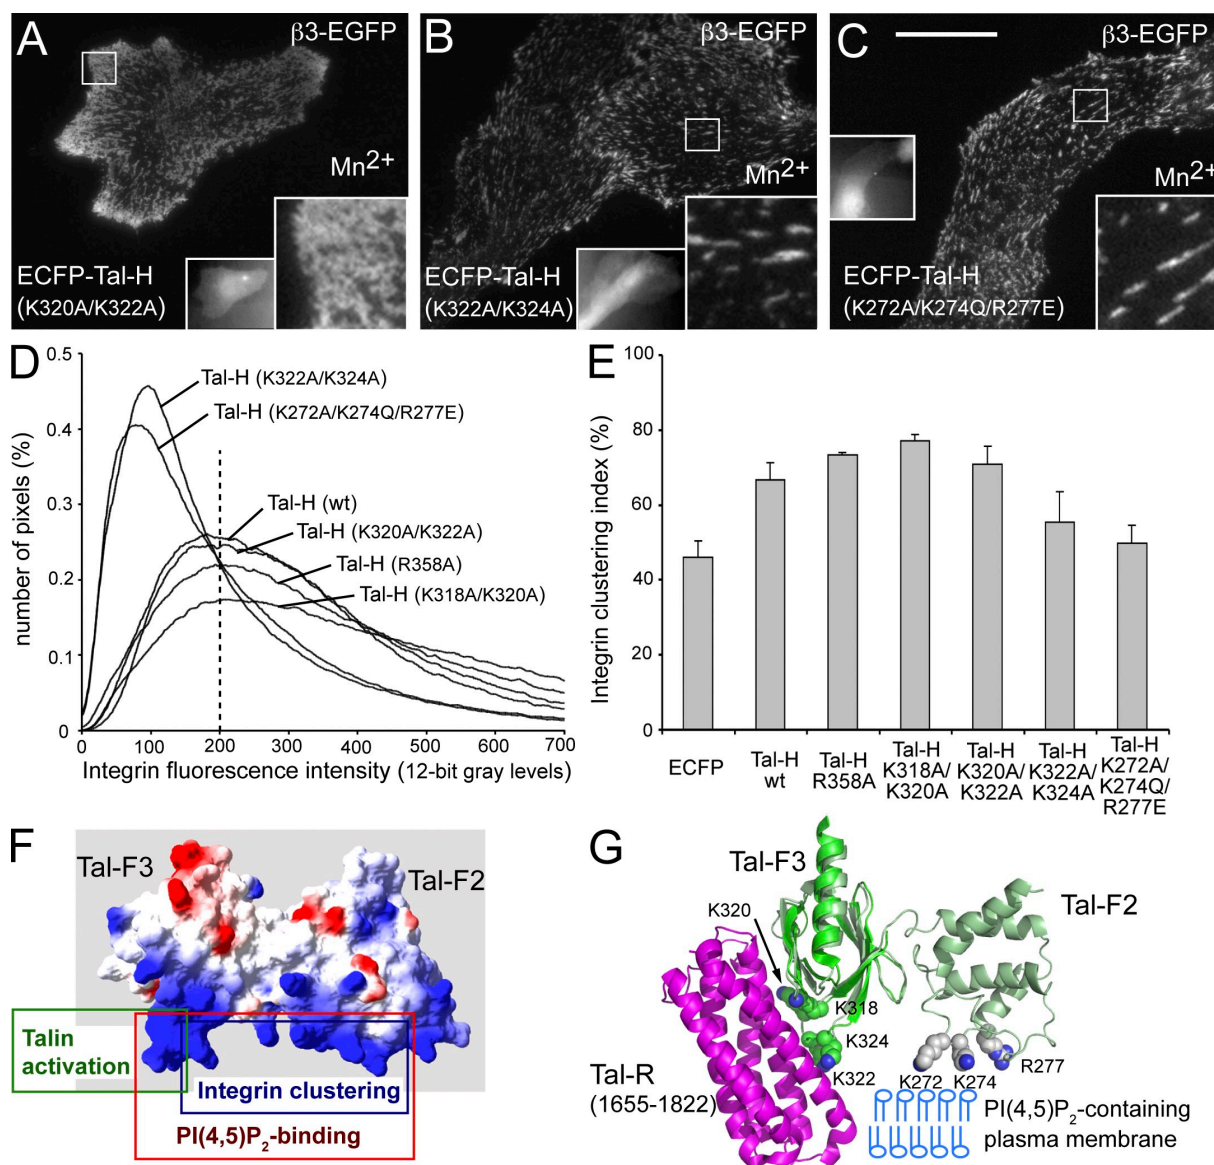 A
β3-EGFP
Mn2+
ECFP-Tal-H
(K320A/K322A)
B
β3-EGFP
Mn2+
ECFP-Tal-H
(K322A/K324A)
C
β3-EGFP
Mn2+
ECFP-Tal-H
(K272A/K274Q/R277E)
D
number of pixels (%)
0.5
0.4
0.3
0.2
0.1
0
Tal-H (K322A/K324A)
Tal-H (K272A/K274Q/R277E)
Tal-H (wt)
Tal-H (K320A/K322A)
Tal-H (R358A)
Tal-H (K318A/K320A)
0 100 200 300 400 500 600 700
Integrin fluorescence intensity (12-bit gray levels)
E
Integrin clustering index (%)
100
80
60
40
20
0
ECFP
Tal-H
wt
Tal-H
R358A
Tal-H
K318A/
K320A
Tal-H
K320A/
K322A
Tal-H
K322A/
K324A
Tal-H
K272A/
K274Q/
R277E
F
Tal-F3
Tal-F2
Talin
activation
Integrin clustering
PI(4,5)P2-binding
G
Tal-F3
Tal-F2
K320
K318
K324
K322
K272
K274
R277
Tal-R
(1655-1822)
PI(4,5)P2-containing
plasma membrane